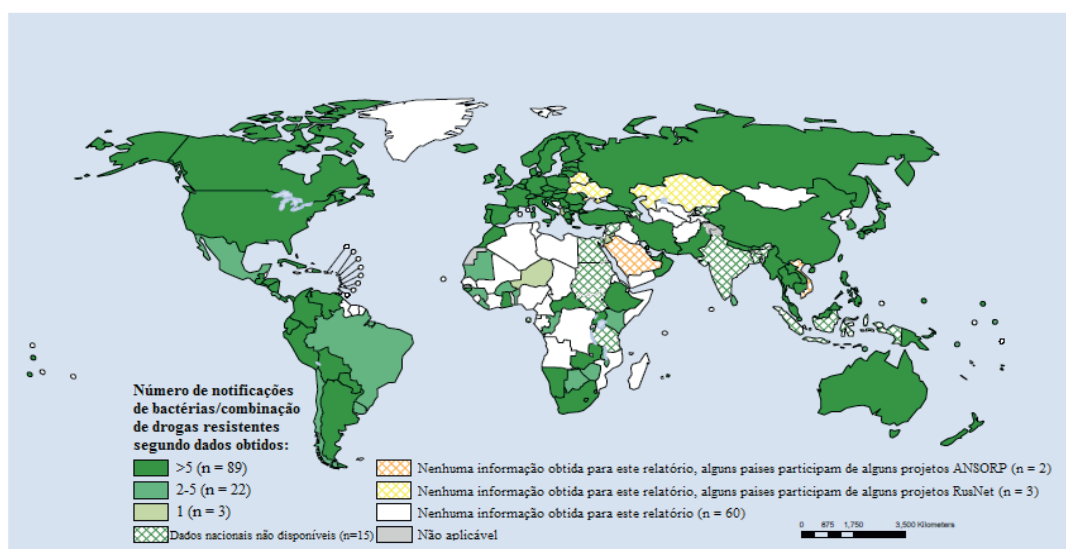 Número de notificações
de bactérias/combinação
de drogas resistentes
segundo dados obtidos:
>5 (n = 89)
2-5 (n = 22)
1 (n = 3)
Dados nacionais não disponíveis (n=15)
Nenhuma informação obtida para este relatório, alguns paises participam de alguns projetos ANSORP (n = 2)
Nenhuma informação obtida para este relatório, alguns paises participam de alguns projetos RusNet (n = 3)
Nenhuma informação obtida para este relatório (n = 60)
Não aplicável
0 875 1,750 3,500 Kilometers